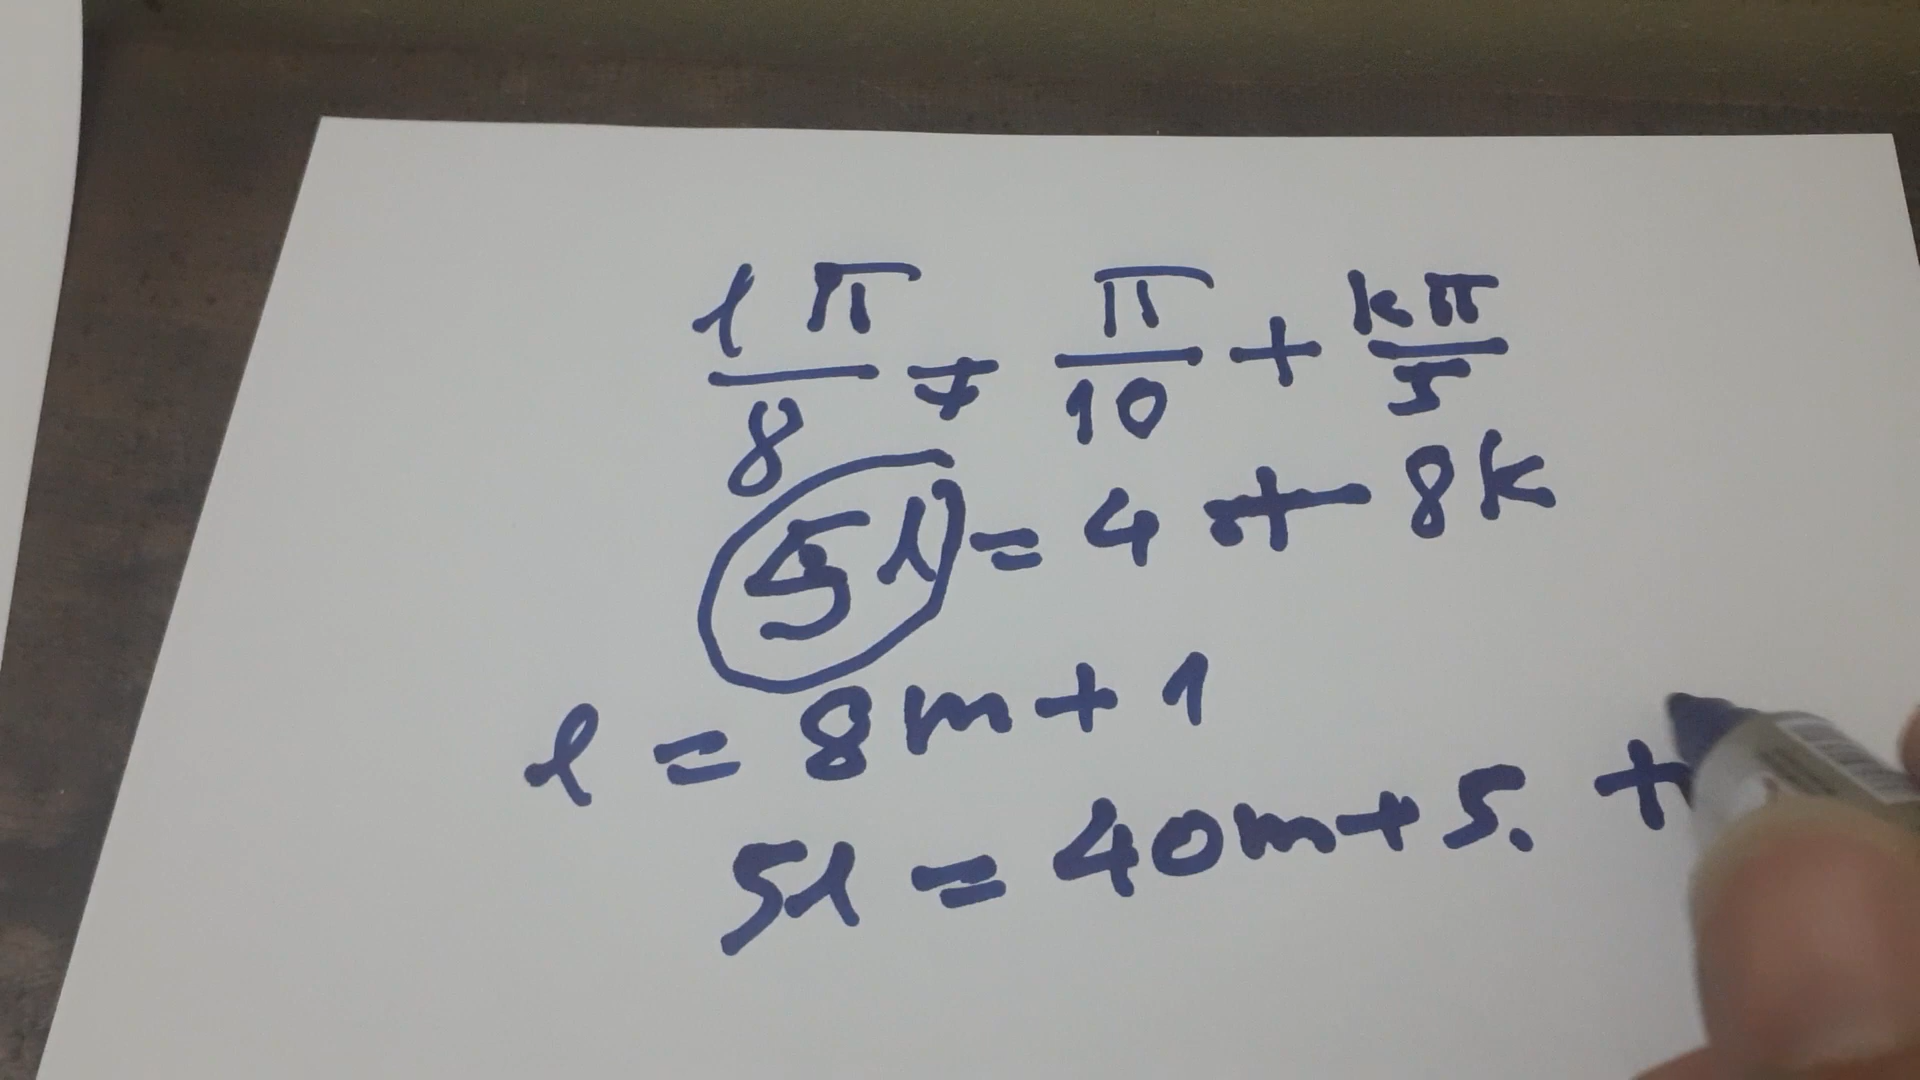 lπ/8 ≠ π/10 + kπ/5
5l = 4 + 8k
l = 8m + 1
5l = 40m + 5. +